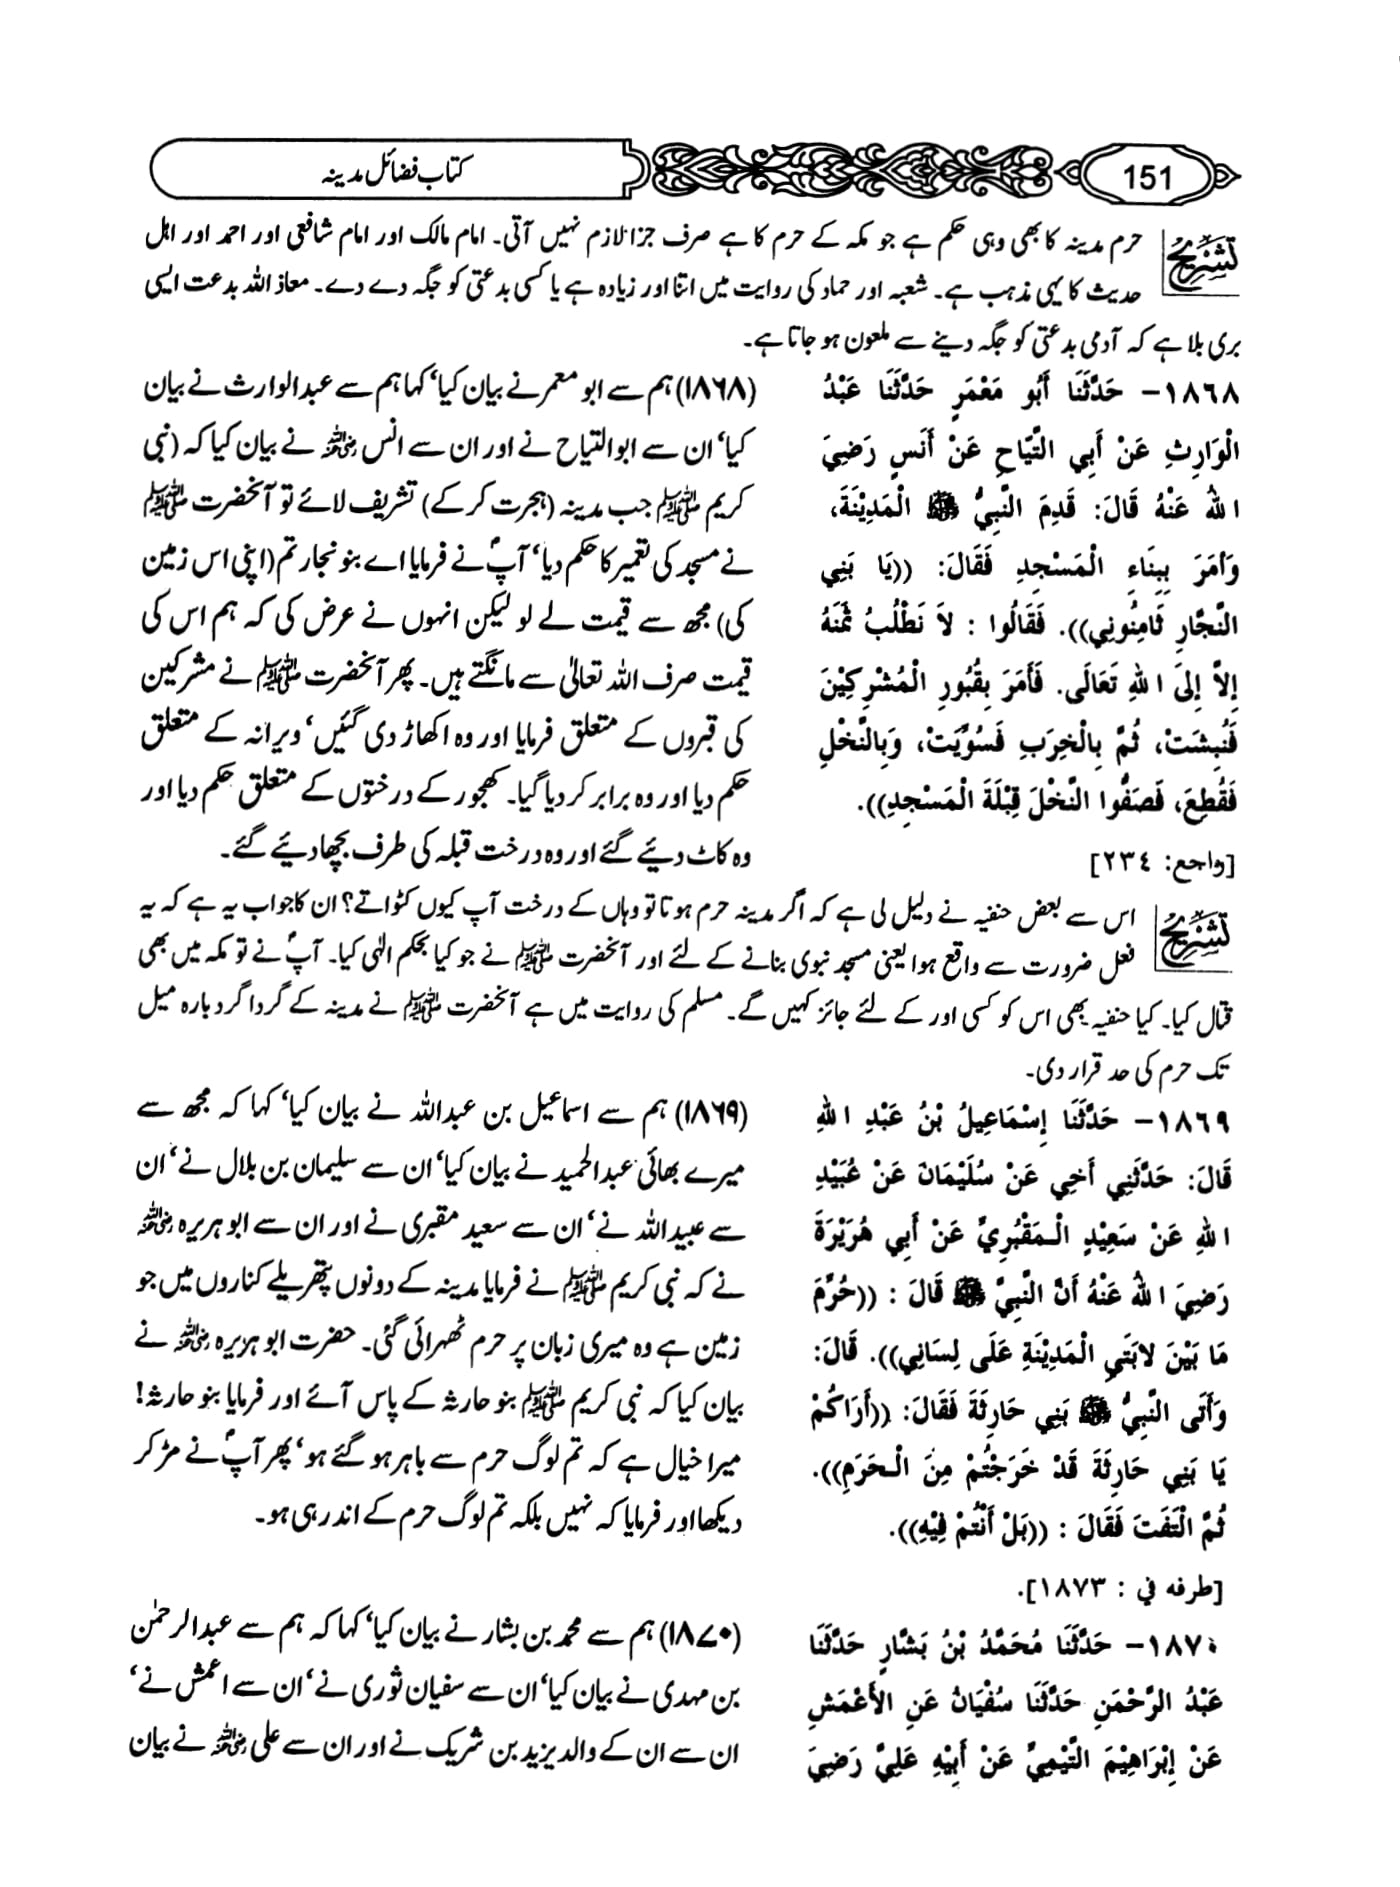 151
کتاب فضائل مدینہ
تشریح
حرم مدینہ کا بھی وہی حکم ہے جو مکہ کے حرم کا ہے صرف جزا لازم نہیں آتی۔ امام مالک اور امام شافعی اور احمد اور اہل
حدیث کا یہی مذہب ہے۔ شعبہ اور حماد کی روایت میں اتنا اور زیادہ ہے یا کسی بدعتی کو جگہ دے دے۔ معاذ اللہ بدعت ایسی
بری بلا ہے کہ آدمی بدعتی کو جگہ دینے سے ملعون ہو جاتا ہے۔
١٨٦٨– حَدَّثَنَا أَبُو مَعْمَرٍ حَدَّثَنَا عَبْدُ
الْوَارِثِ عَنْ أَبِي التَّيَّاحِ عَنْ أَنَسٍ رَضِيَ
اللهُ عَنْهُ قَالَ: قَدِمَ النَّبِيُّ ﷺ الْمَدِيْنَةَ،
وَأَمَرَ بِبِنَاءِ الْمَسْجِدِ فَقَالَ: ((يَا بَنِي
النَّجَّارِ ثَامِنُونِي)). فَقَالُوا : لاَ نَطْلُبُ ثَمَنَهُ
إِلاَّ إِلَى اللهِ تَعَالَى. فَأَمَرَ بِقُبُورِ الْمُشْرِكِيْنَ
فَنُبِشَتْ، ثُمَّ بِالْخِرَبِ فَسُوِّيَتْ، وَبِالنَّخْلِ
فَقُطِعَ، فَصَفُّوا النَّخْلَ قِبْلَةَ الْمَسْجِدِ)).
[راجع: ٢٣٤]
(۱۸۶۸) ہم سے ابو معمر نے بیان کیا‘ کہا ہم سے عبدالوارث نے بیان
کیا‘ ان سے ابوالتیاح نے اور ان سے انس رضی اللہ عنہ نے بیان کیا کہ (نبی
کریم ﷺ جب مدینہ (ہجرت کر کے) تشریف لائے تو آنحضرت ﷺ
نے مسجد کی تعمیر کا حکم دیا‘ آپؐ نے فرمایا اے بنو نجار تم (اپنی اس زمین
کی) مجھ سے قیمت لے لو لیکن انہوں نے عرض کی کہ ہم اس کی
قیمت صرف اللہ تعالیٰ سے مانگتے ہیں۔ پھر آنحضرت ﷺ نے مشرکین
کی قبروں کے متعلق فرمایا اور وہ اکھاڑ دی گئیں‘ ویرانہ کے متعلق
حکم دیا اور وہ برابر کر دیا گیا۔ کھجور کے درختوں کے متعلق حکم دیا اور
وہ کاٹ دیئے گئے اور وہ درخت قبلہ کی طرف بچھا دیئے گئے۔
تشریح
اس سے بعض حنفیہ نے دلیل لی ہے کہ اگر مدینہ حرم ہوتا تو وہاں کے درخت آپ کیوں کٹواتے؟ ان کا جواب یہ ہے کہ یہ
فعل ضرورت سے واقع ہوا یعنی مسجد نبوی بنانے کے لئے اور آنحضرت ﷺ نے جو کیا بحکم الٰہی کیا۔ آپؐ نے تو مکہ میں بھی
قتال کیا۔ کیا حنفیہ بھی اس کو کسی اور کے لئے جائز کہیں گے۔ مسلم کی روایت میں ہے آنحضرت ﷺ نے مدینہ کے گردا گرد بارہ میل
تک حرم کی حد قرار دی۔
١٨٦٩– حَدَّثَنَا إِسْمَاعِيلُ بْنُ عَبْدِ اللهِ
قَالَ: حَدَّثَنِي أَخِي عَنْ سُلَيْمَانَ عَنْ عُبَيْدِ
اللهِ عَنْ سَعِيْدٍ الْمَقْبُرِيِّ عَنْ أَبِي هُرَيْرَةَ
رَضِيَ اللهُ عَنْهُ أَنَّ النَّبِيَّ ﷺ قَالَ : ((حُرِّمَ
مَا بَيْنَ لابَتَيِ الْمَدِيْنَةِ عَلَى لِسَانِي)). قَالَ:
وَأَتَى النَّبِيُّ ﷺ بَنِي حَارِثَةَ فَقَالَ: ((أَرَاكُمْ
يَا بَنِي حَارِثَةَ قَدْ خَرَجْتُمْ مِنَ الْحَرَمِ)).
ثُمَّ الْتَفَتَ فَقَالَ : ((بَلْ أَنْتُمْ فِيْهِ)).
[طرفه في : ١٨٧٣].
(۱۸۶۹) ہم سے اسماعیل بن عبداللہ نے بیان کیا‘ کہا کہ مجھ سے
میرے بھائی عبدالحمید نے بیان کیا‘ ان سے سلیمان بن بلال نے‘ ان
سے عبیداللہ نے‘ ان سے سعید مقبری نے اور ان سے ابو ہریرہ رضی اللہ عنہ
نے کہ نبی کریم ﷺ نے فرمایا مدینہ کے دونوں پتھریلے کناروں میں جو
زمین ہے وہ میری زبان پر حرم ٹھہرائی گئی۔ حضرت ابو ہریرہ رضی اللہ عنہ نے
بیان کیا کہ نبی کریم ﷺ بنو حارثہ کے پاس آئے اور فرمایا بنو حارثہ!
میرا خیال ہے کہ تم لوگ حرم سے باہر ہو گئے ہو‘ پھر آپؐ نے مڑ کر
دیکھا اور فرمایا کہ نہیں بلکہ تم لوگ حرم کے اندر ہی ہو۔
١٨٧٠– حَدَّثَنَا مُحَمَّدُ بْنُ بَشَّارٍ حَدَّثَنَا
عَبْدُ الرَّحْمَنِ حَدَّثَنَا سُفْيَانُ عَنِ الأَعْمَشِ
عَنْ إِبْرَاهِيْمَ التَّيْمِيِّ عَنْ أَبِيْهِ عَلِيٍّ رَضِيَ
(۱۸۷۰) ہم سے محمد بن بشار نے بیان کیا‘ کہا کہ ہم سے عبدالرحمٰن
بن مہدی نے بیان کیا‘ ان سے سفیان ثوری نے‘ ان سے اعمش نے‘
ان سے ان کے والد یزید بن شریک نے اور ان سے علی رضی اللہ عنہ نے بیان